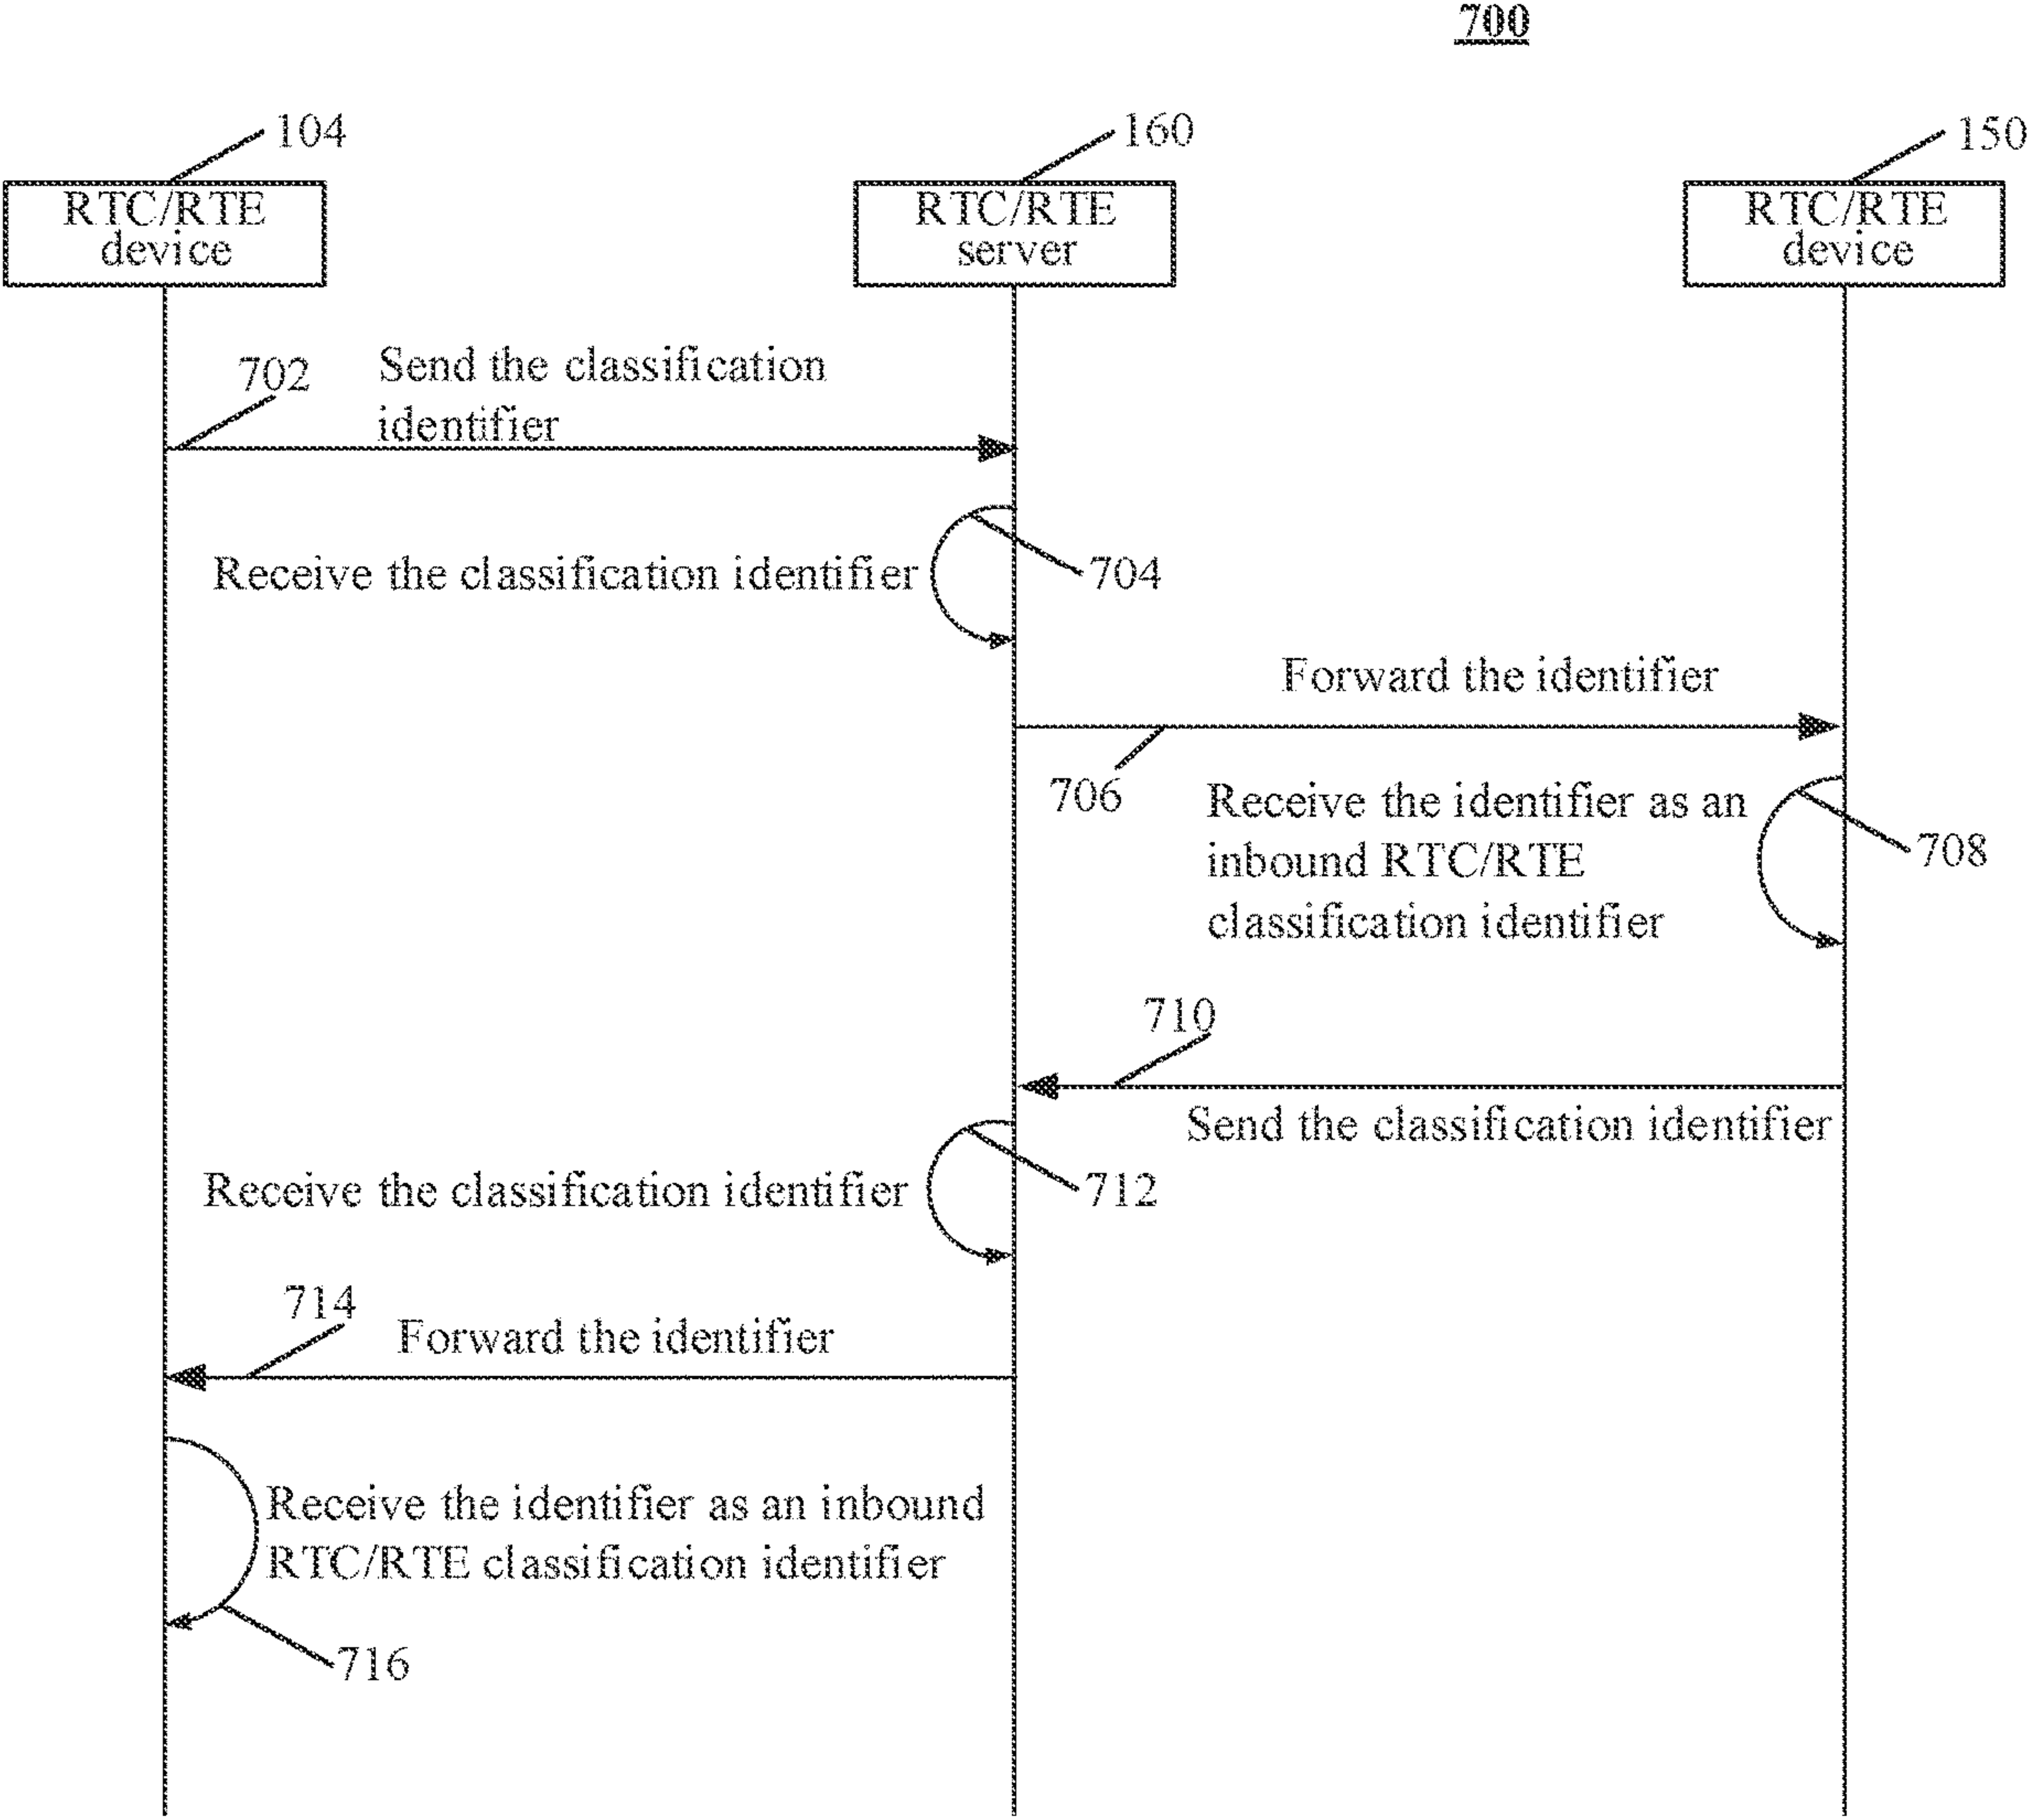 700
104
160
150
RTC/RTE
device
RTC/RTE
server
RTC/RTE
device
702
Send the classification
identifier
Receive the classification identifier
704
Forward the identifier
706
Receive the identifier as an
inbound RTC/RTE
classification identifier
708
710
Send the classification identifier
Receive the classification identifier
712
714
Forward the identifier
Receive the identifier as an inbound
RTC/RTE classification identifier
716